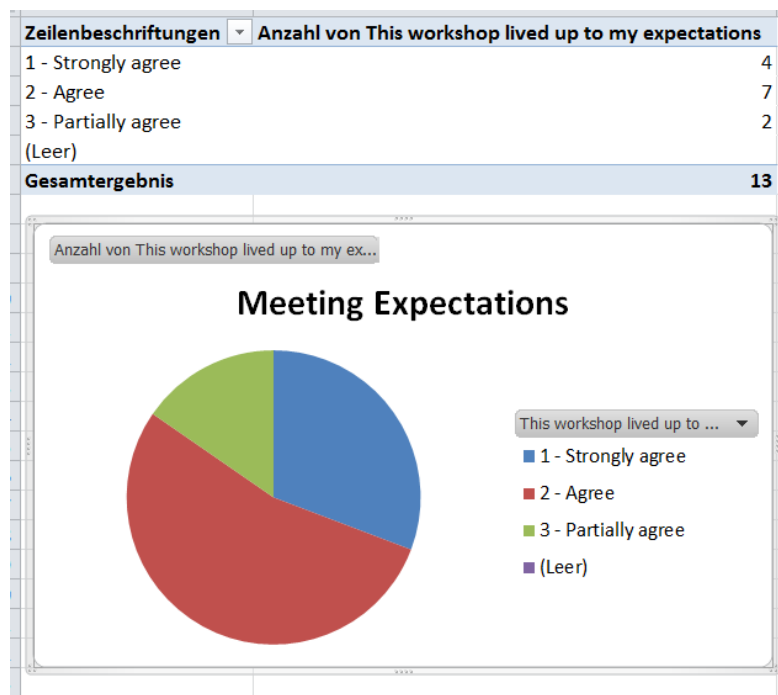 Zeilenbeschriftungen Anzahl von This workshop lived up to my expectations
1 - Strongly agree 4
2 - Agree 7
3 - Partially agree 2
(Leer)
Gesamtergebnis 13
Anzahl von This workshop lived up to my ex...
Meeting Expectations
This workshop lived up to ...
1 - Strongly agree
2 - Agree
3 - Partially agree
(Leer)